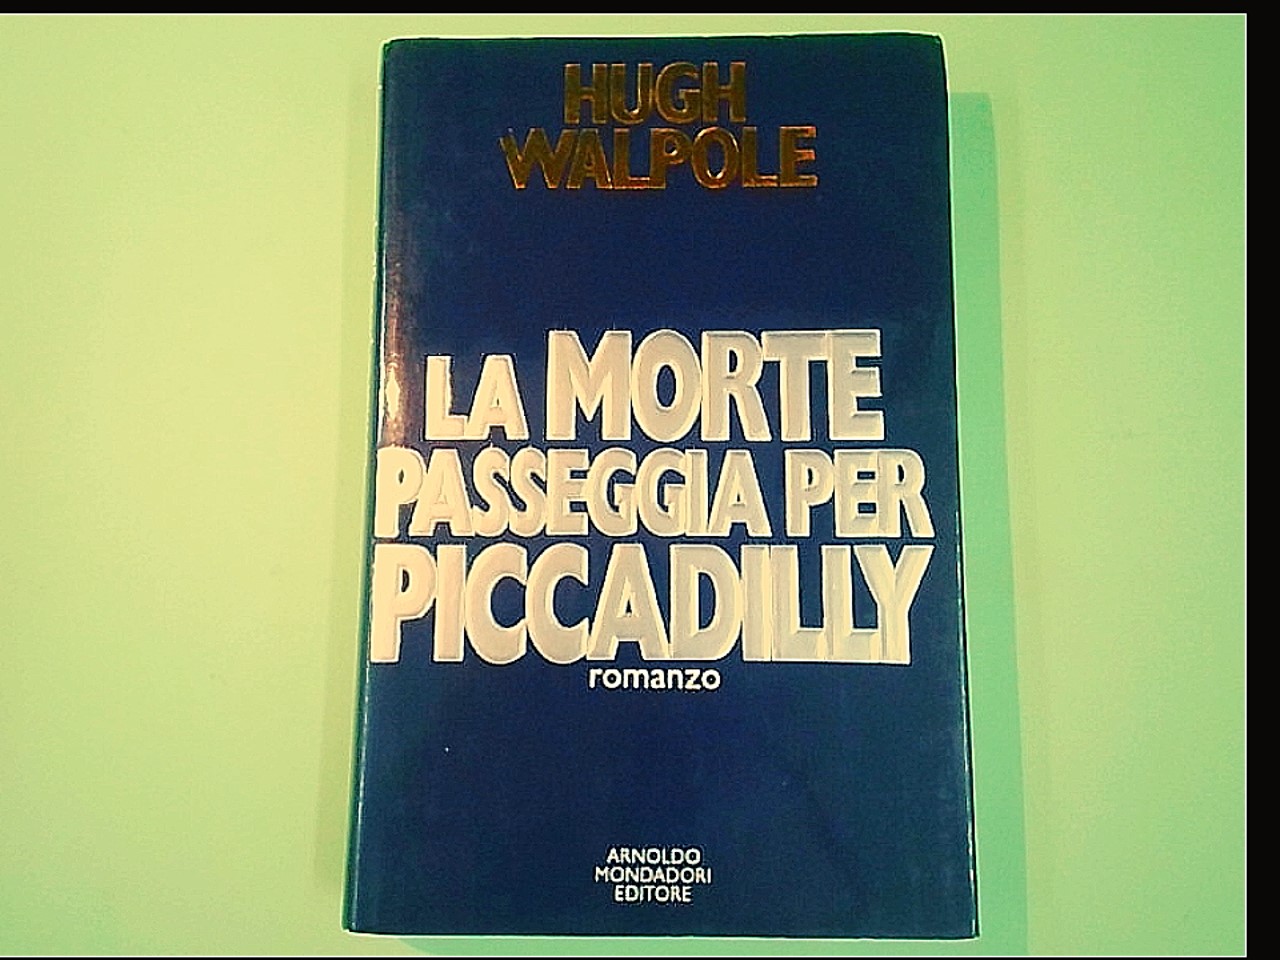 HUGH
WALPOLE
LA MORTE
PASSEGGIA PER
PICCADILLY
romanzo
ARNOLDO
MONDADORI
EDITORE